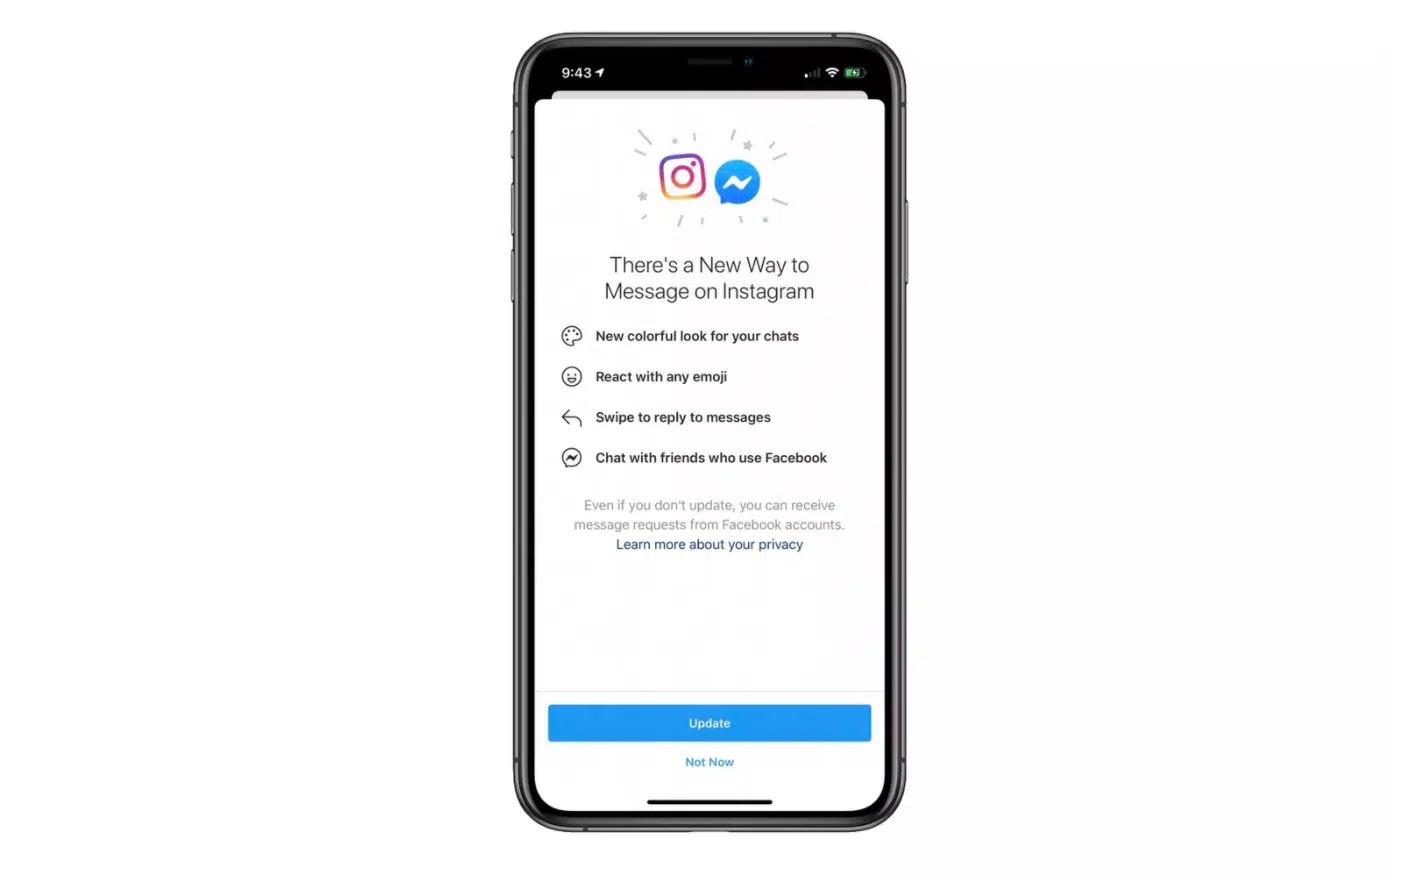 9:43
There's a New Way to
Message on Instagram
New colorful look for your chats
React with any emoji
Swipe to reply to messages
Chat with friends who use Facebook
Even if you don't update, you can receive
message requests from Facebook accounts.
Learn more about your privacy
Update
Not Now